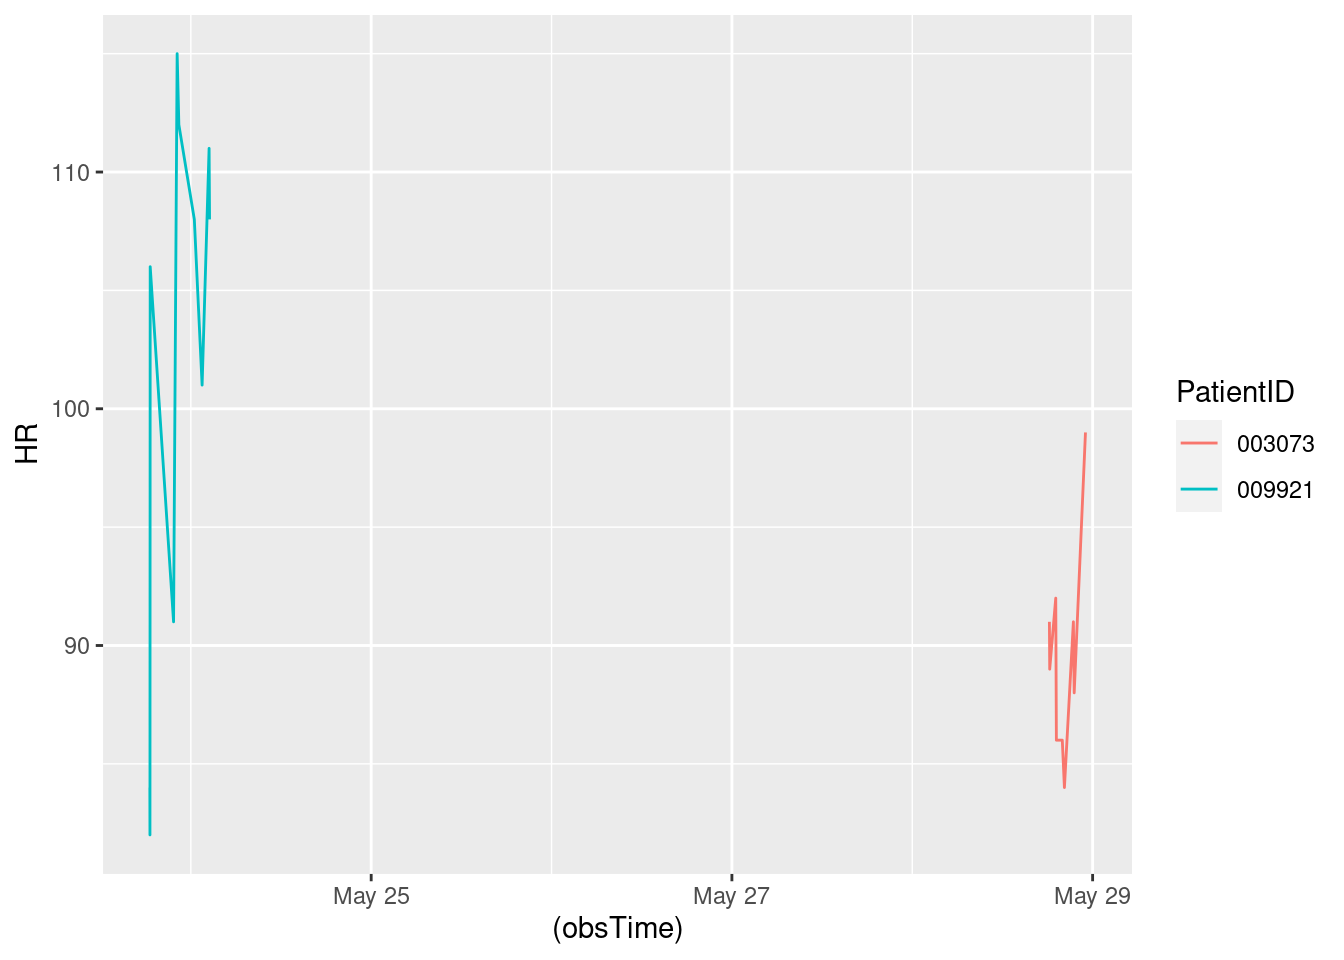 110
100
90
HR
May 25
May 27
May 29
(obsTime)
PatientID
003073
009921